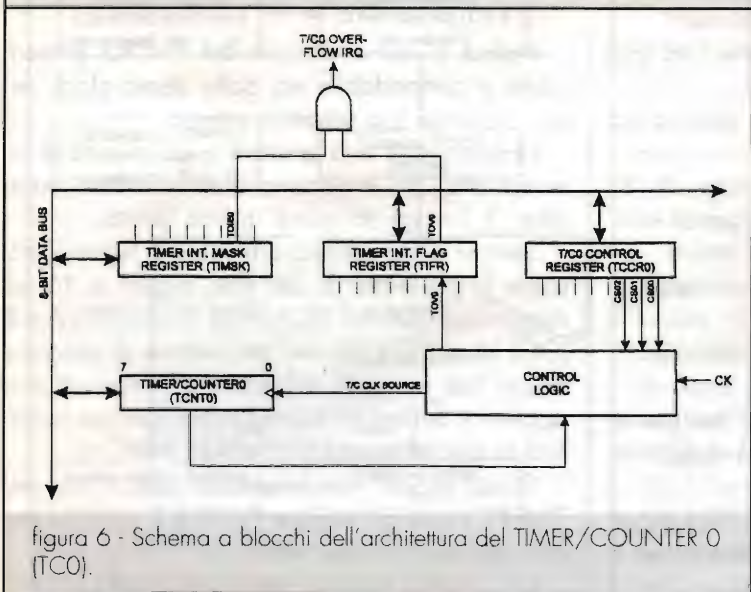 T/C0 OVER-
FLOW IRQ
8-BIT DATA BUS
TOIE0
TOV0
TIMER INT. MASK
REGISTER (TIMSK)
TIMER INT. FLAG
REGISTER (TIFR)
T/C0 CONTROL
REGISTER (TCCR0)
TOV0
CS02
CS01
CS00
7
0
TIMER/COUNTER0
(TCNT0)
T/C CLK SOURCE
CONTROL
LOGIC
CK
figura 6 - Schema a blocchi dell'architettura del TIMER/COUNTER 0
(TC0).